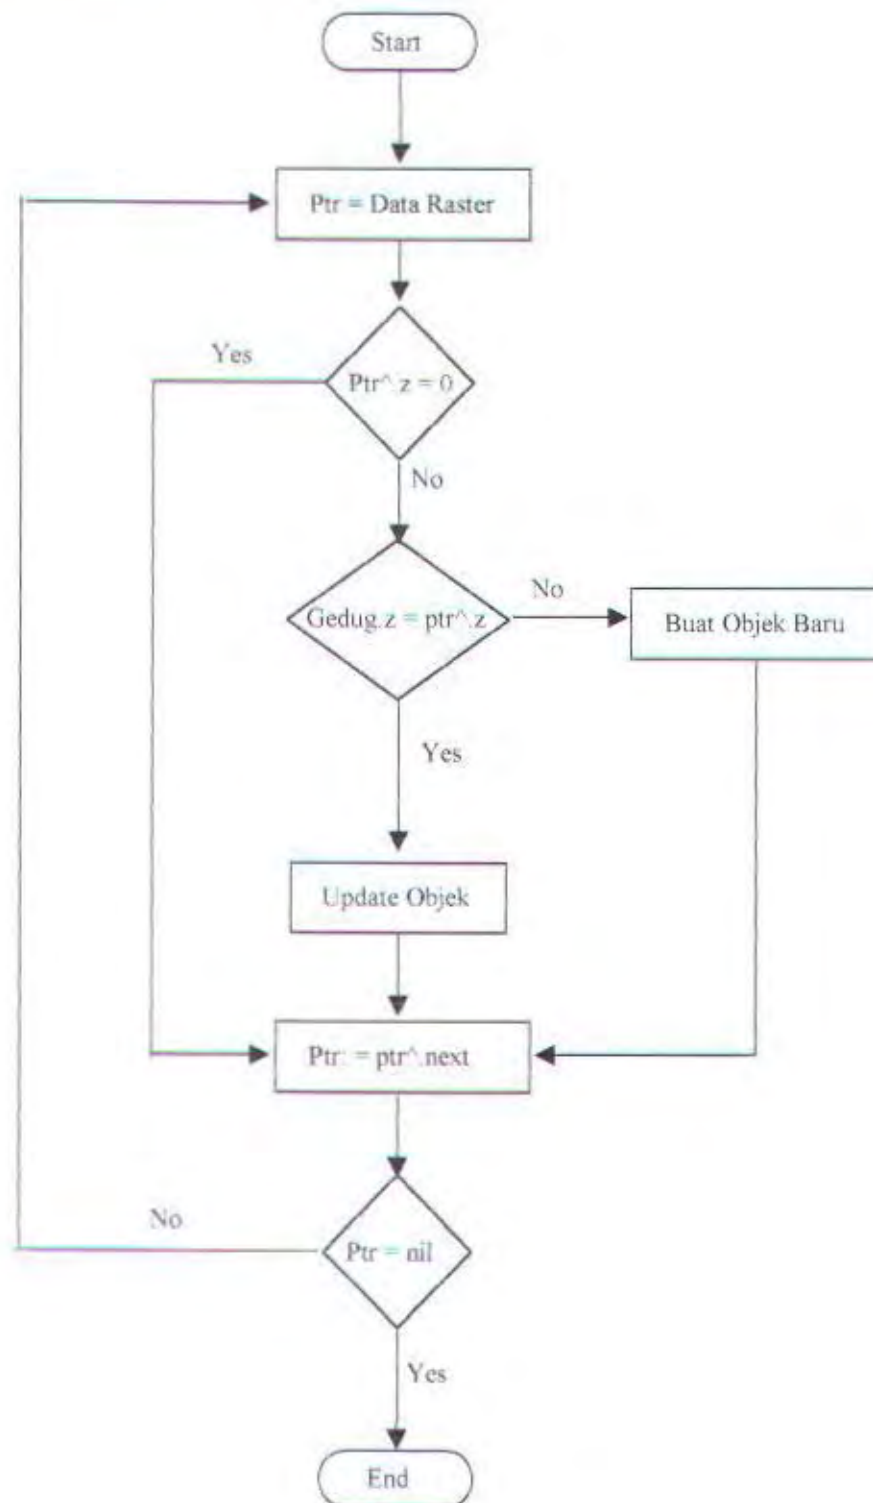 Start
Ptr = Data Raster
Yes
Ptr^.z = 0
No
Gedug.z = ptr^.z
No
Buat Objek Baru
Yes
Update Objek
Ptr: = ptr^.next
No
Ptr = nil
Yes
End